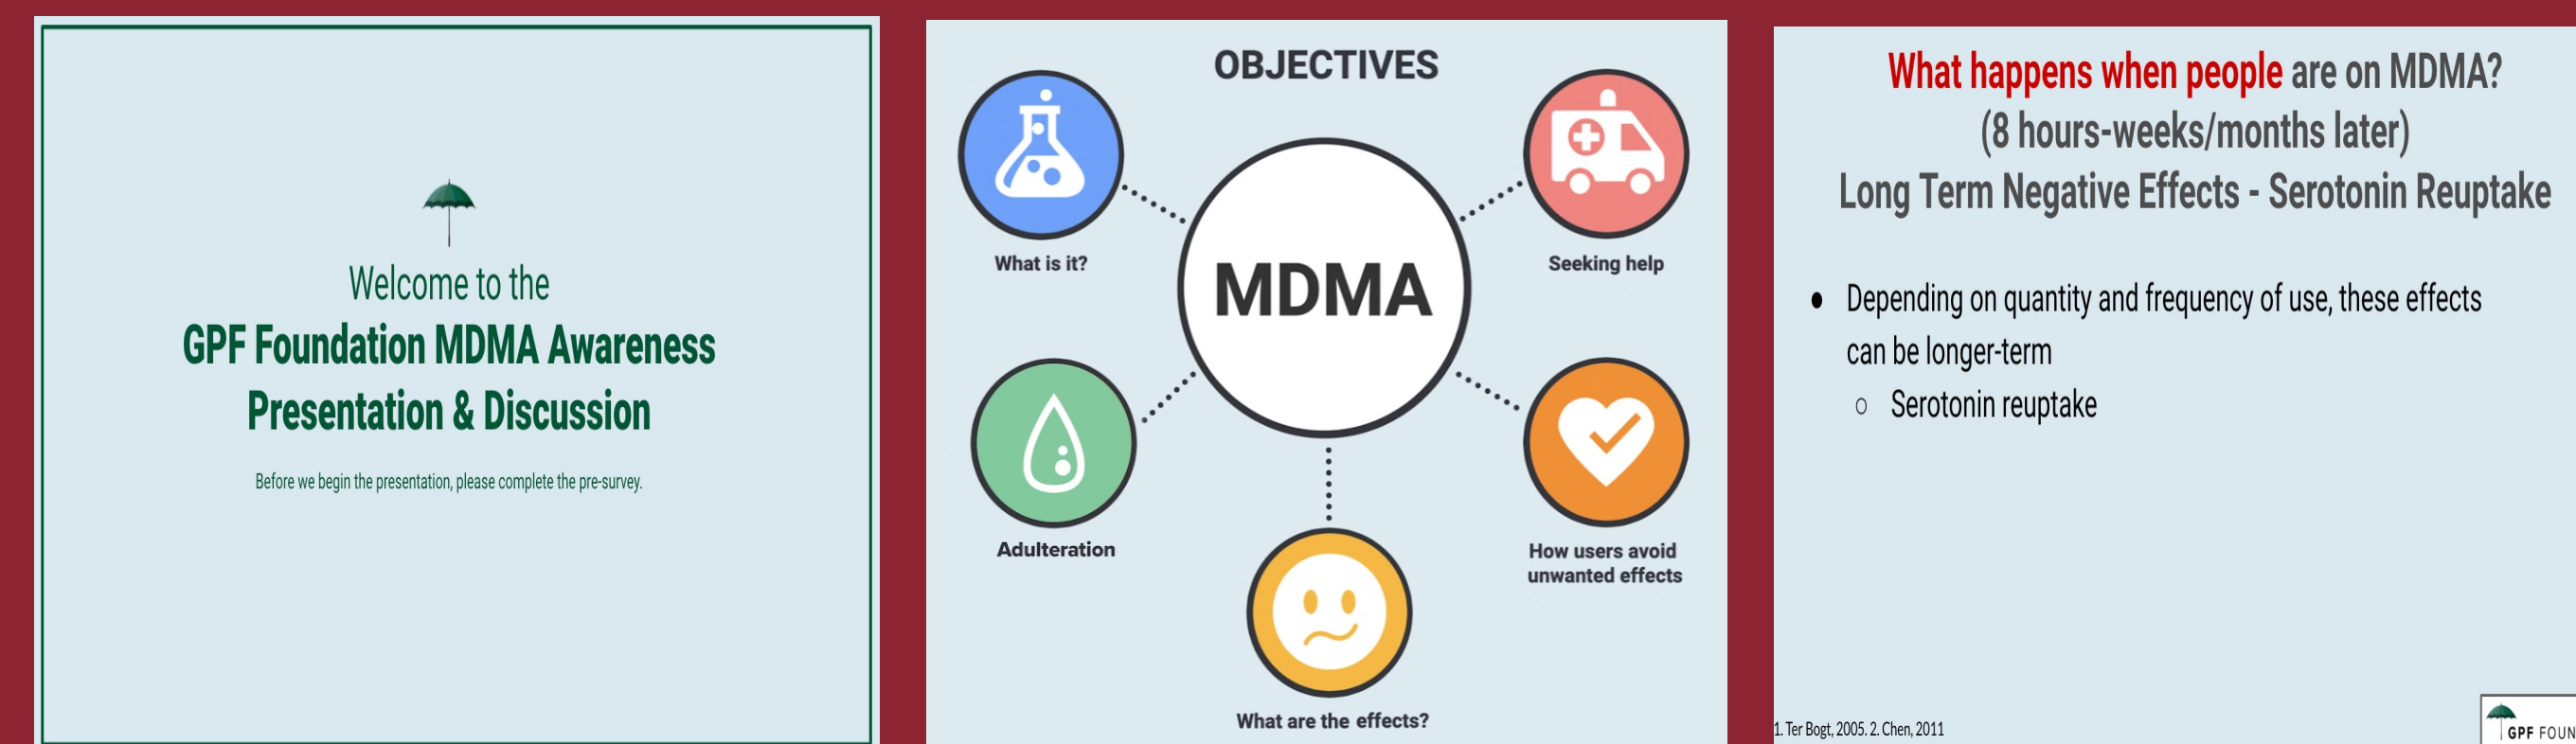 Welcome to the
GPF Foundation MDMA Awareness
Presentation & Discussion
Before we begin the presentation, please complete the pre-survey.
OBJECTIVES
What is it?
Seeking help
MDMA
Adulteration
How users avoid
unwanted effects
What are the effects?
What happens when people are on MDMA?
(8 hours-weeks/months later)
Long Term Negative Effects - Serotonin Reuptake
● Depending on quantity and frequency of use, these effects
can be longer-term
○ Serotonin reuptake
1. Ter Bogt, 2005. 2. Chen, 2011
GPF FOUN